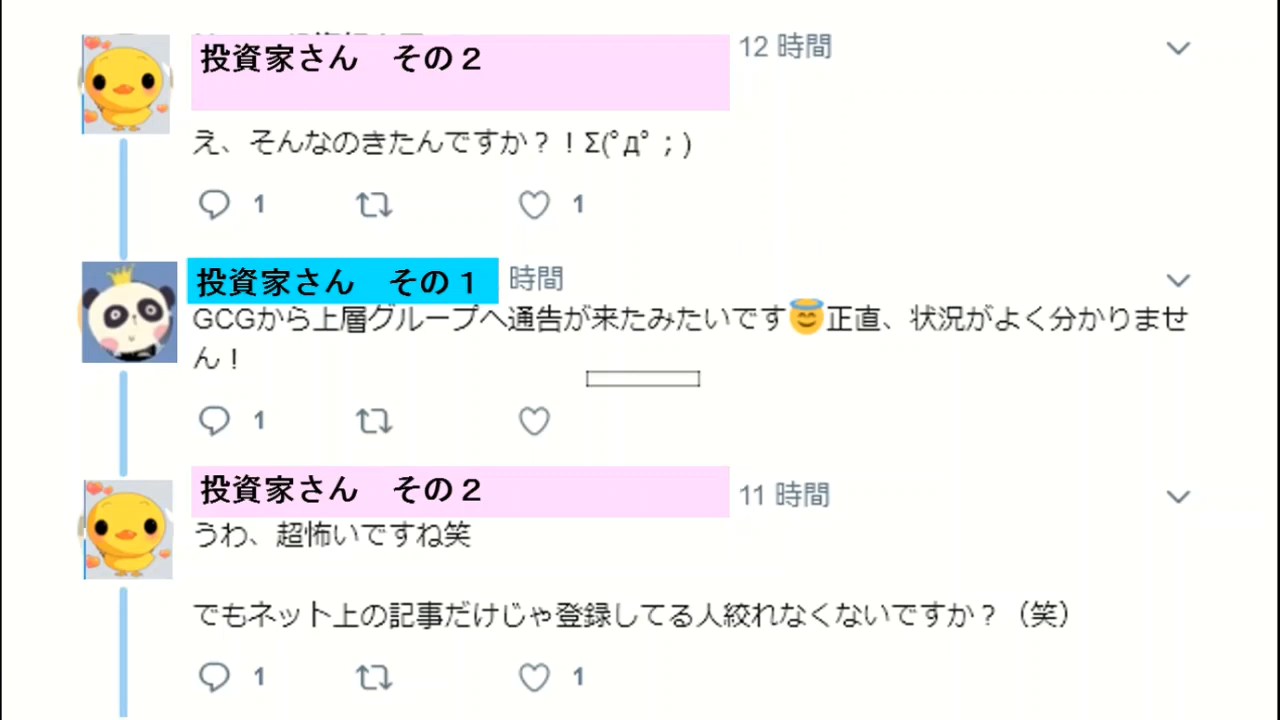 投資家さん　その２
12 時間
え、そんなのきたんですか？！Σ(ﾟдﾟ；)
1
1
投資家さん　その１
時間
GCGから上層グループへ通告が来たみたいです😇正直、状況がよく分かりませ
ん！
1
投資家さん　その２
11 時間
うわ、超怖いですね笑
でもネット上の記事だけじゃ登録してる人絞れなくないですか？（笑）
1
1